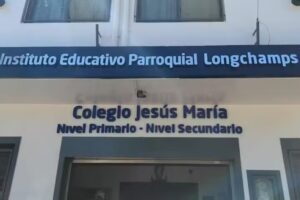 Instituto Educativo Parroquial Longchamps
Colegio Jesús María
Nivel Primario - Nivel Secundario